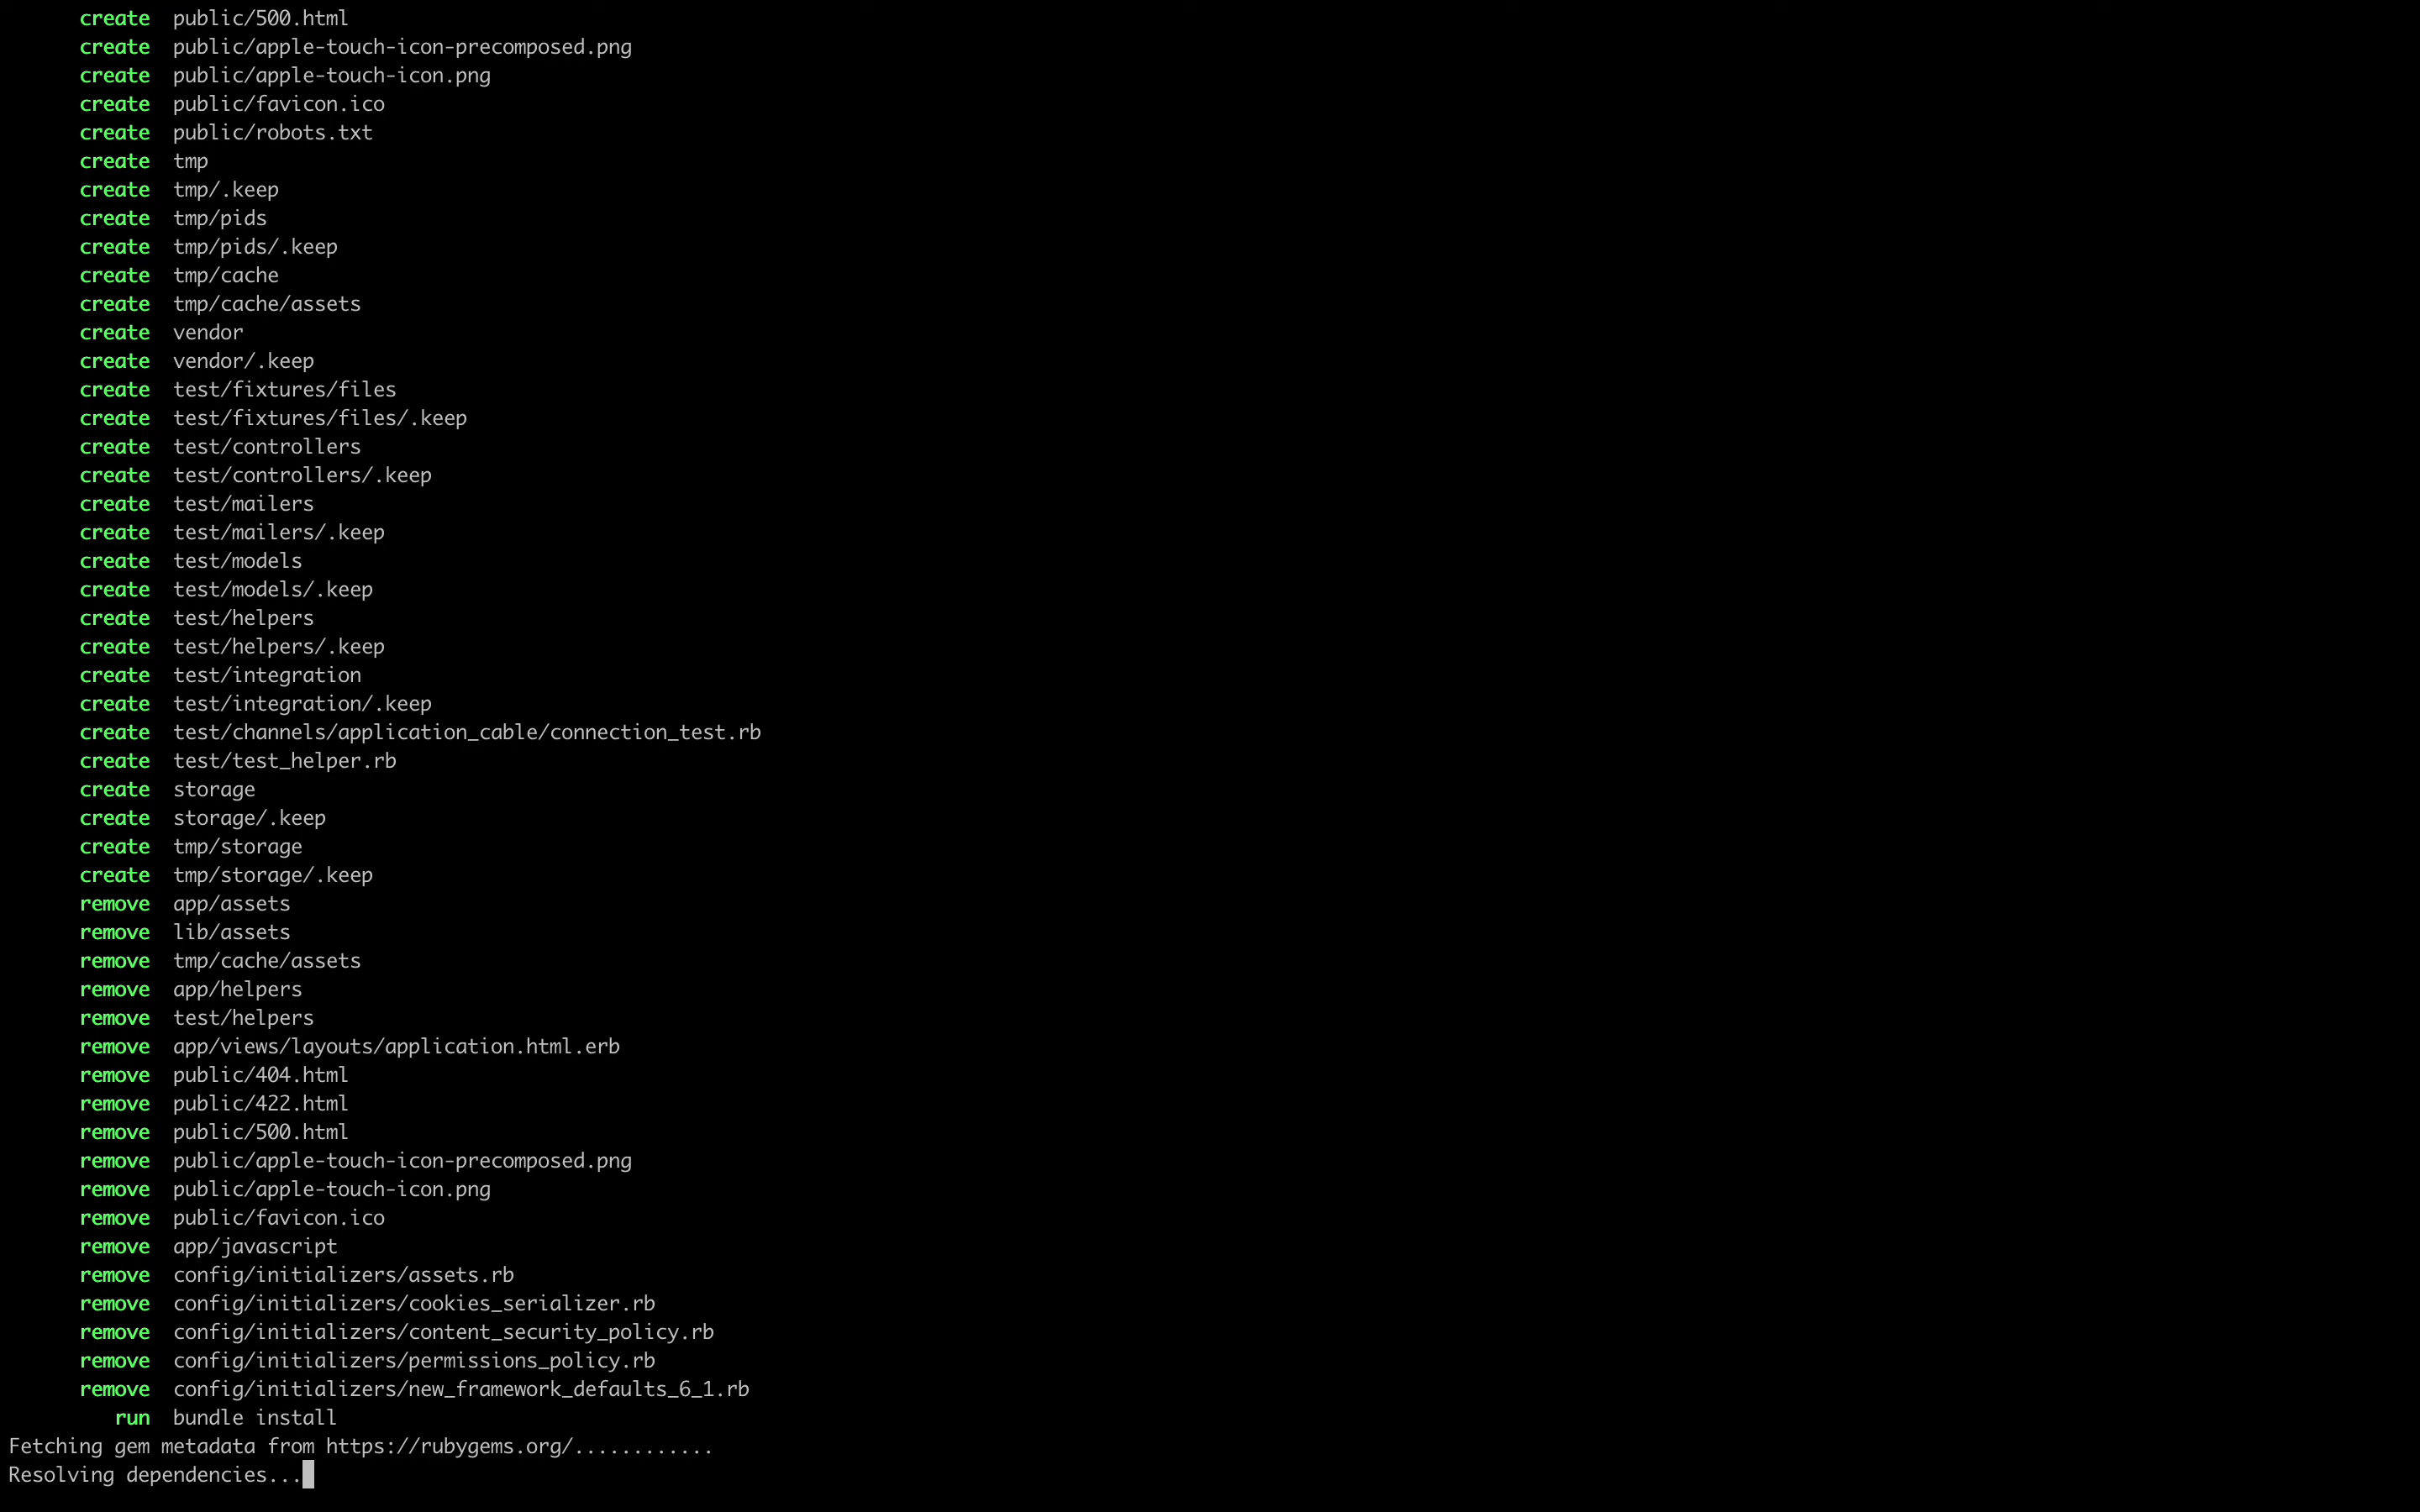 create  public/500.html
create  public/apple-touch-icon-precomposed.png
create  public/apple-touch-icon.png
create  public/favicon.ico
create  public/robots.txt
create  tmp
create  tmp/.keep
create  tmp/pids
create  tmp/pids/.keep
create  tmp/cache
create  tmp/cache/assets
create  vendor
create  vendor/.keep
create  test/fixtures/files
create  test/fixtures/files/.keep
create  test/controllers
create  test/controllers/.keep
create  test/mailers
create  test/mailers/.keep
create  test/models
create  test/models/.keep
create  test/helpers
create  test/helpers/.keep
create  test/integration
create  test/integration/.keep
create  test/channels/application_cable/connection_test.rb
create  test/test_helper.rb
create  storage
create  storage/.keep
create  tmp/storage
create  tmp/storage/.keep
remove  app/assets
remove  lib/assets
remove  tmp/cache/assets
remove  app/helpers
remove  test/helpers
remove  app/views/layouts/application.html.erb
remove  public/404.html
remove  public/422.html
remove  public/500.html
remove  public/apple-touch-icon-precomposed.png
remove  public/apple-touch-icon.png
remove  public/favicon.ico
remove  app/javascript
remove  config/initializers/assets.rb
remove  config/initializers/cookies_serializer.rb
remove  config/initializers/content_security_policy.rb
remove  config/initializers/permissions_policy.rb
remove  config/initializers/new_framework_defaults_6_1.rb
run  bundle install
Fetching gem metadata from https://rubygems.org/............
Resolving dependencies...